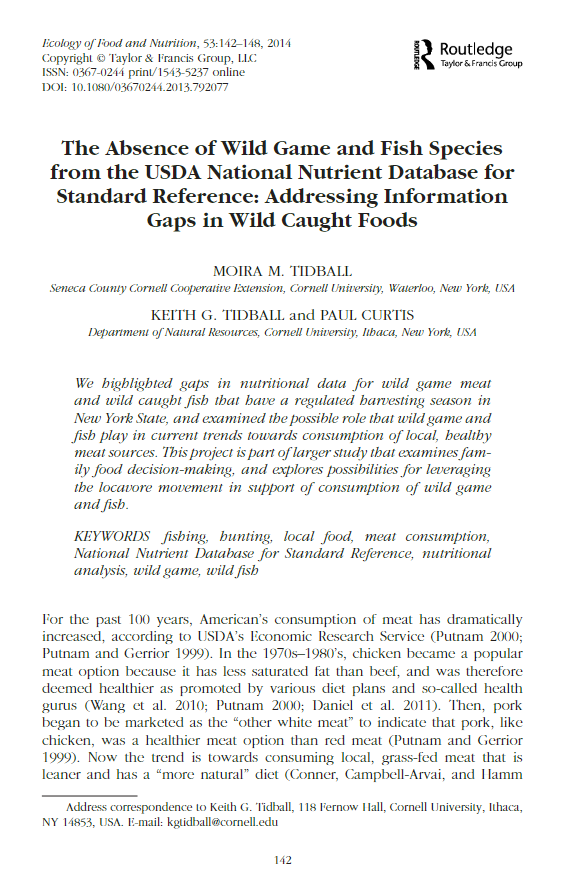 Ecology of Food and Nutrition, 53:142–148, 2014
Copyright © Taylor & Francis Group, LLC
ISSN: 0367-0244 print/1543-5237 online
DOI: 10.1080/03670244.2013.792077
ROUTLEDGE
Routledge
Taylor & Francis Group
The Absence of Wild Game and Fish Species
from the USDA National Nutrient Database for
Standard Reference: Addressing Information
Gaps in Wild Caught Foods
MOIRA M. TIDBALL
Seneca County Cornell Cooperative Extension, Cornell University, Waterloo, New York, USA
KEITH G. TIDBALL and PAUL CURTIS
Department of Natural Resources, Cornell University, Ithaca, New York, USA
We highlighted gaps in nutritional data for wild game meat
and wild caught fish that have a regulated harvesting season in
New York State, and examined the possible role that wild game and
fish play in current trends towards consumption of local, healthy
meat sources. This project is part of larger study that examines fam-
ily food decision-making, and explores possibilities for leveraging
the locavore movement in support of consumption of wild game
and fish.
KEYWORDS fishing, hunting, local food, meat consumption,
National Nutrient Database for Standard Reference, nutritional
analysis, wild game, wild fish
For the past 100 years, American's consumption of meat has dramatically
increased, according to USDA's Economic Research Service (Putnam 2000;
Putnam and Gerrior 1999). In the 1970s–1980's, chicken became a popular
meat option because it has less saturated fat than beef, and was therefore
deemed healthier as promoted by various diet plans and so-called health
gurus (Wang et al. 2010; Putnam 2000; Daniel et al. 2011). Then, pork
began to be marketed as the "other white meat" to indicate that pork, like
chicken, was a healthier meat option than red meat (Putnam and Gerrior
1999). Now the trend is towards consuming local, grass-fed meat that is
leaner and has a "more natural" diet (Conner, Campbell-Arvai, and Hamm
Address correspondence to Keith G. Tidball, 118 Fernow Hall, Cornell University, Ithaca,
NY 14853, USA. E-mail: kgtidball@cornell.edu
142